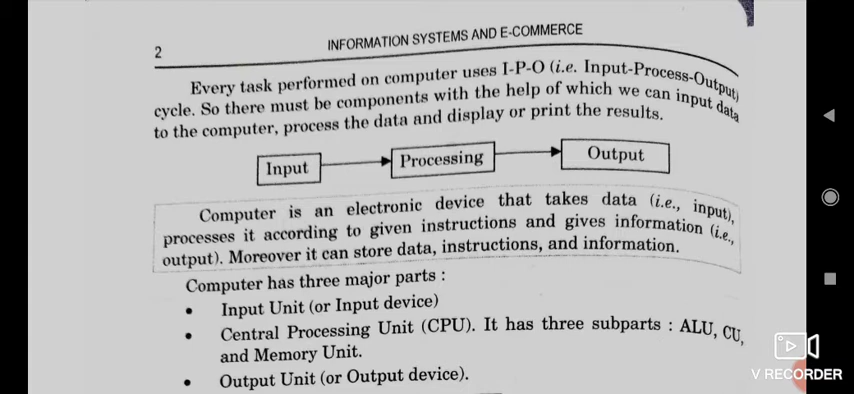 2
INFORMATION SYSTEMS AND E-COMMERCE
Every task performed on computer uses I-P-O (i.e. Input-Process-Output)
cycle. So there must be components with the help of which we can input data
to the computer, process the data and display or print the results.
Input
Processing
Output
Computer is an electronic device that takes data (i.e., input),
processes it according to given instructions and gives information (i.e.,
output). Moreover it can store data, instructions, and information.
Computer has three major parts :
• Input Unit (or Input device)
• Central Processing Unit (CPU). It has three subparts : ALU, CU,
and Memory Unit.
• Output Unit (or Output device).
V RECORDER